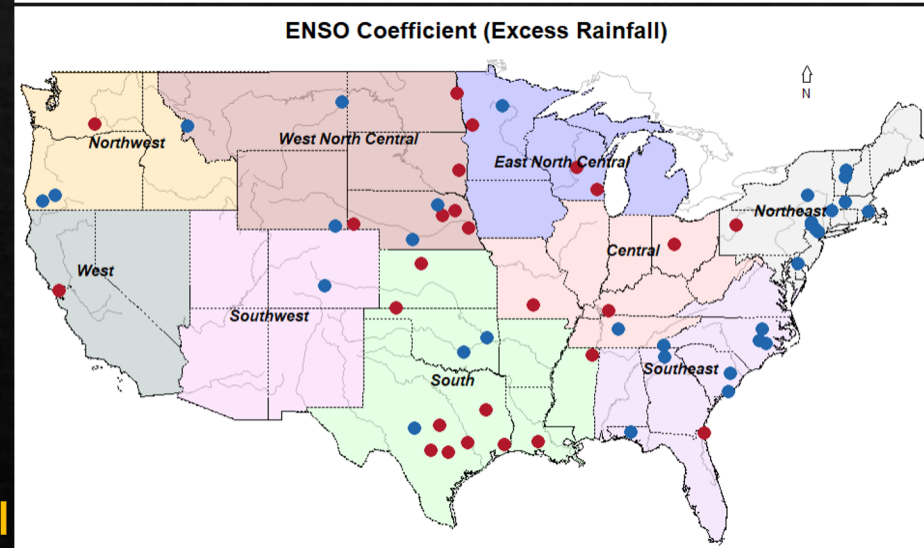 ENSO Coefficient (Excess Rainfall)
N
Northwest
West North Central
East North Central
Northeast
Central
West
Southwest
Southeast
South